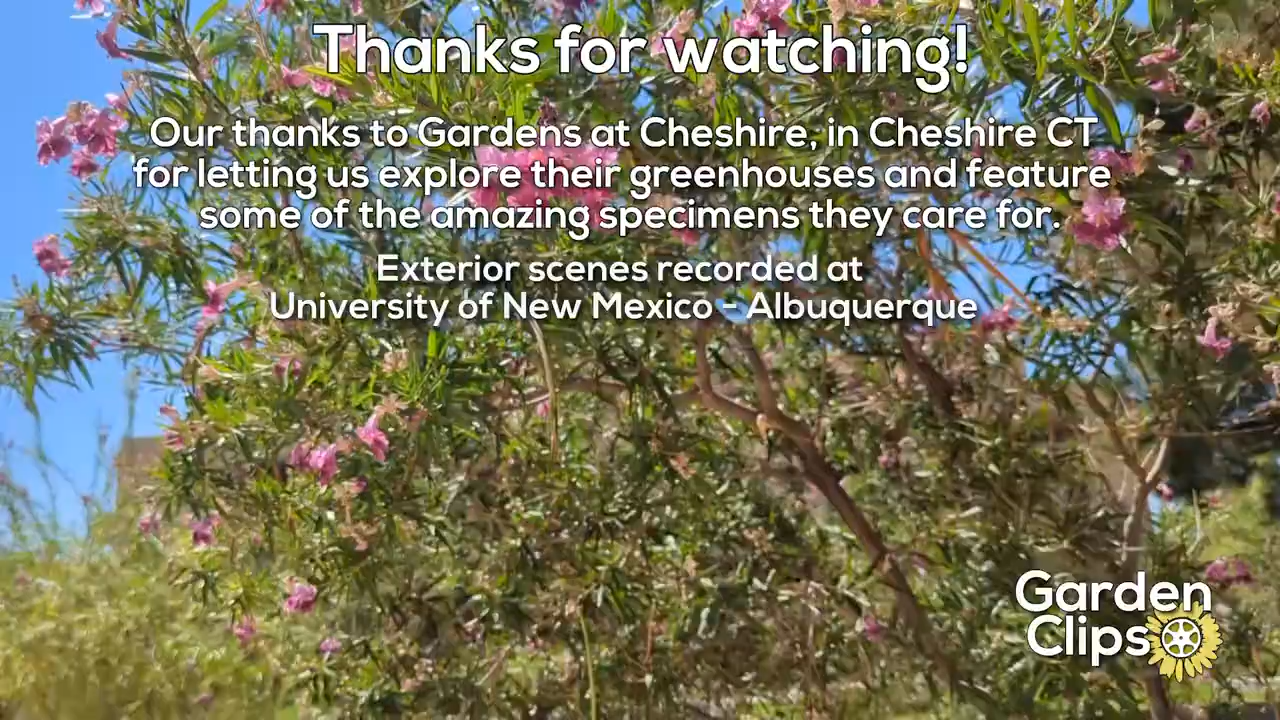 Thanks for watching!
Our thanks to Gardens at Cheshire, in Cheshire CT
for letting us explore their greenhouses and feature
some of the amazing specimens they care for.
Exterior scenes recorded at
University of New Mexico - Albuquerque
Garden
Clips